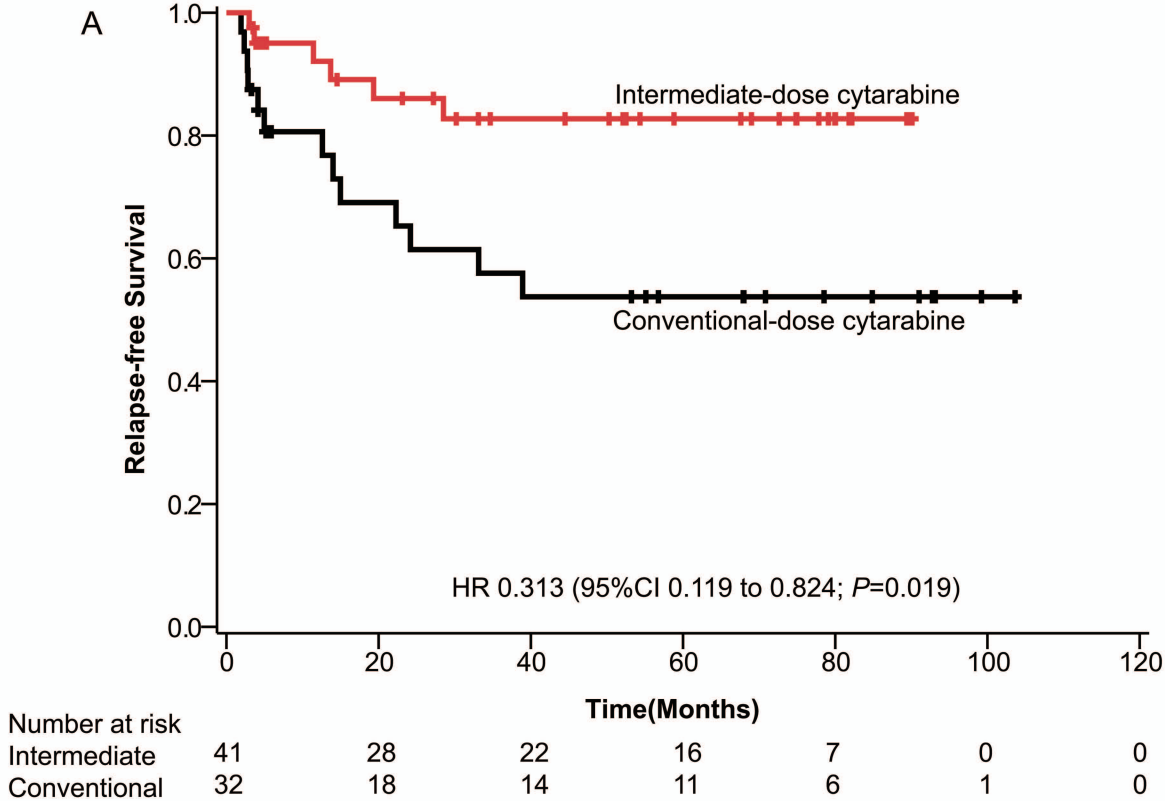 A
1.0
0.8
0.6
0.4
0.2
0.0
Relapse-free Survival
Intermediate-dose cytarabine
Conventional-dose cytarabine
HR 0.313 (95%CI 0.119 to 0.824; P=0.019)
0 20 40 60 80 100 120
Time(Months)
Number at risk
Intermediate 41 28 22 16 7 0 0
Conventional 32 18 14 11 6 1 0